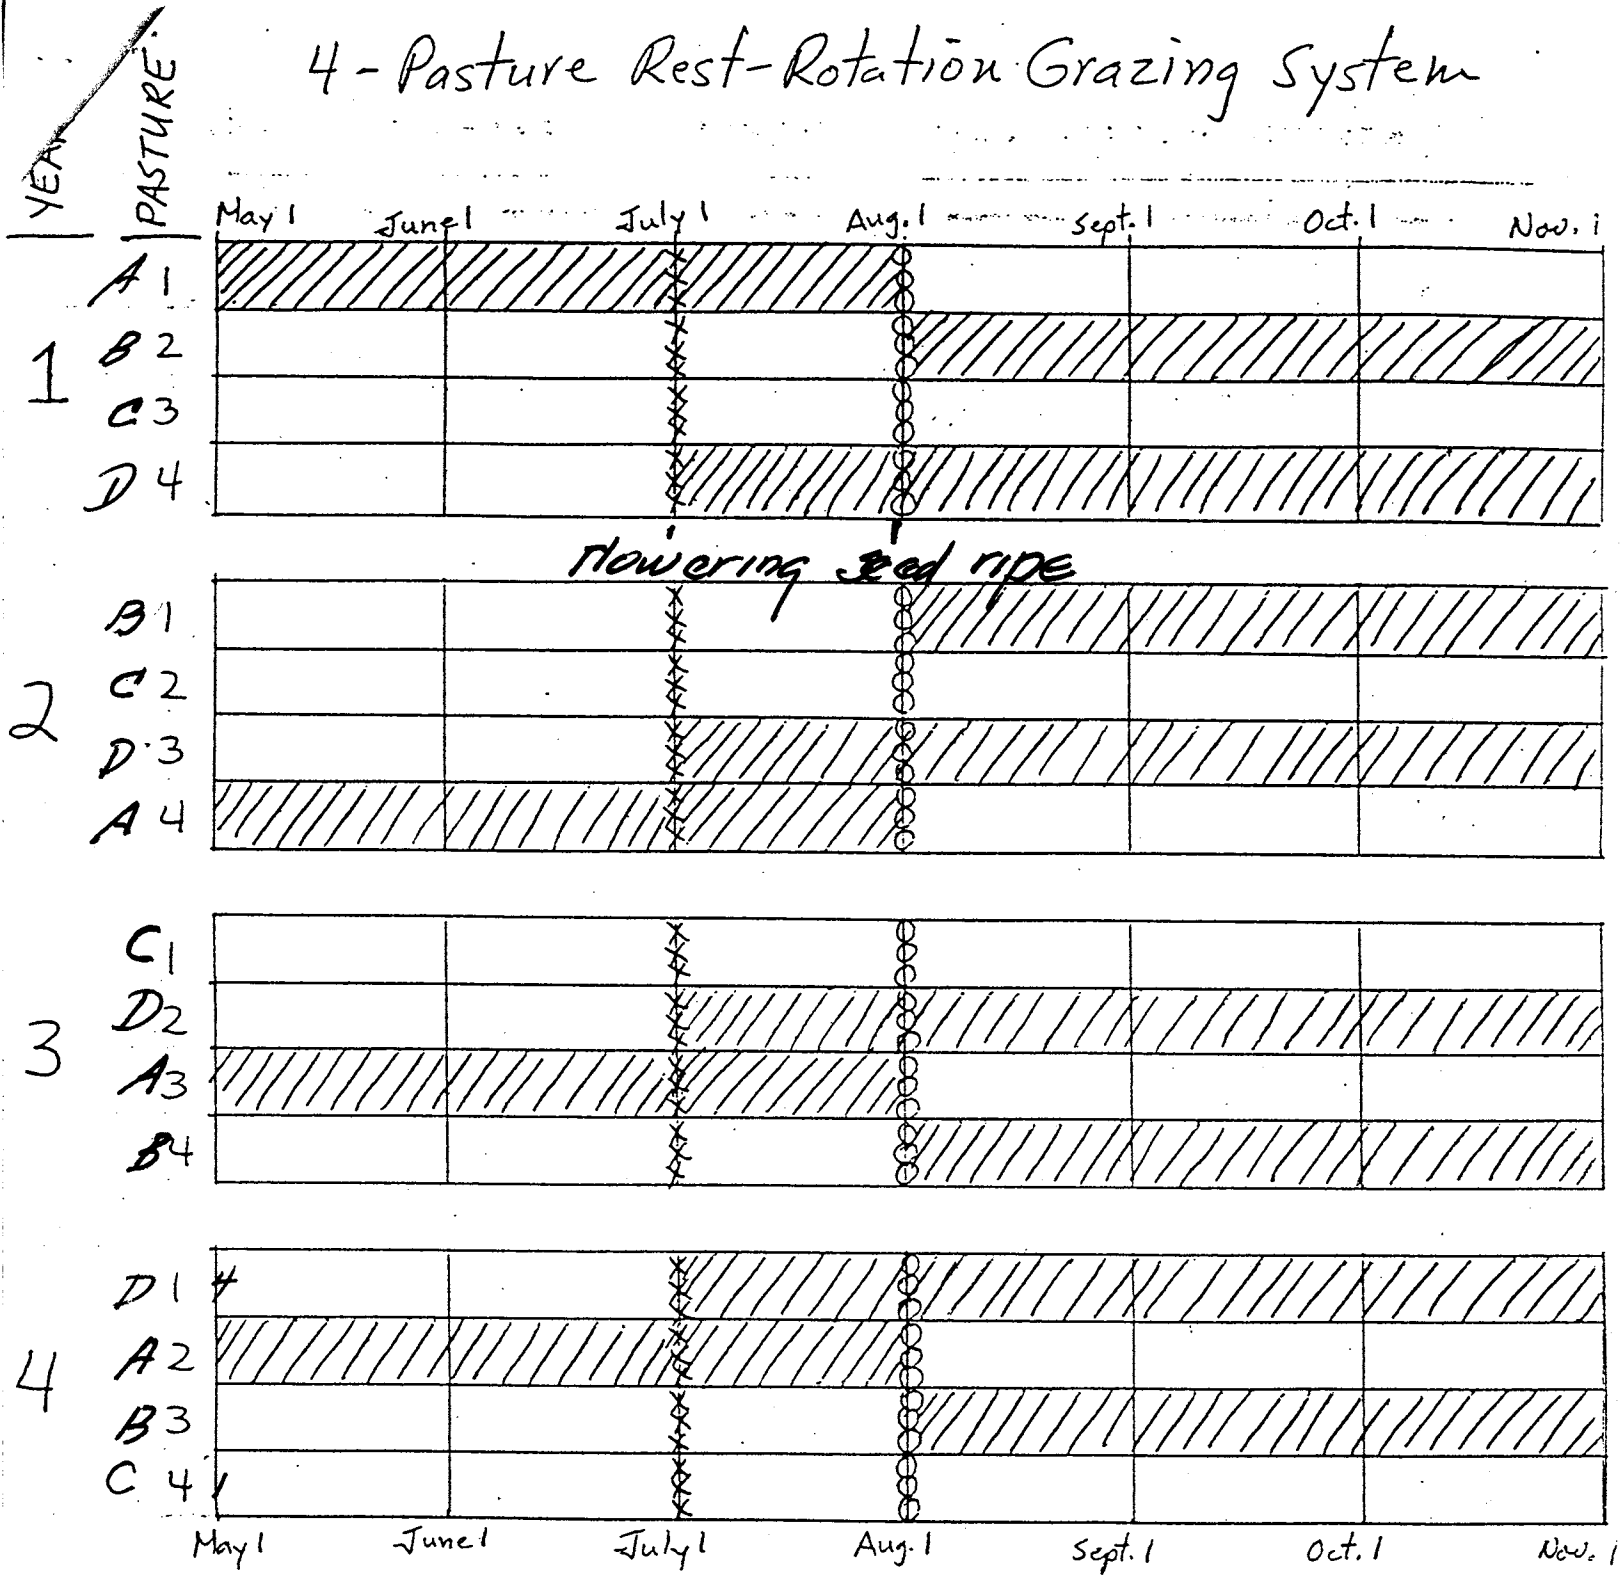 4-Pasture Rest-Rotation Grazing System
YEAR PASTURE
May 1 June 1 July 1 Aug. 1 Sept. 1 Oct. 1 Nov. 1
1
A 1
B 2
C 3
D 4
Flowering seed ripe
2
B 1
C 2
D 3
A 4
3
C 1
D 2
A 3
B 4
4
D 1
A 2
B 3
C 4
May 1 June 1 July 1 Aug. 1 Sept. 1 Oct. 1 Nov. 1